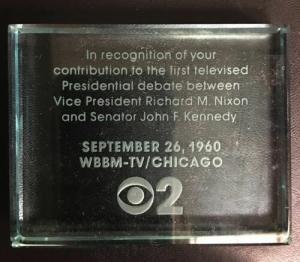 In recognition of your
contribution to the first televised
Presidential debate between
Vice President Richard M. Nixon
and Senator John F. Kennedy
SEPTEMBER 26, 1960
WBBM-TV/CHICAGO
2